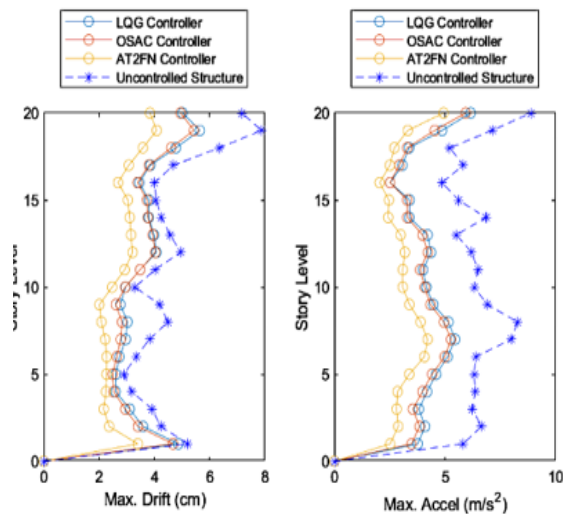 LQG Controller
OSAC Controller
AT2FN Controller
Uncontrolled Structure
20
15
10
5
0
Story Level
0 2 4 6 8
Max. Drift (cm)
LQG Controller
OSAC Controller
AT2FN Controller
Uncontrolled Structure
20
15
10
5
0
Story Level
0 5 10
Max. Accel (m/s²)